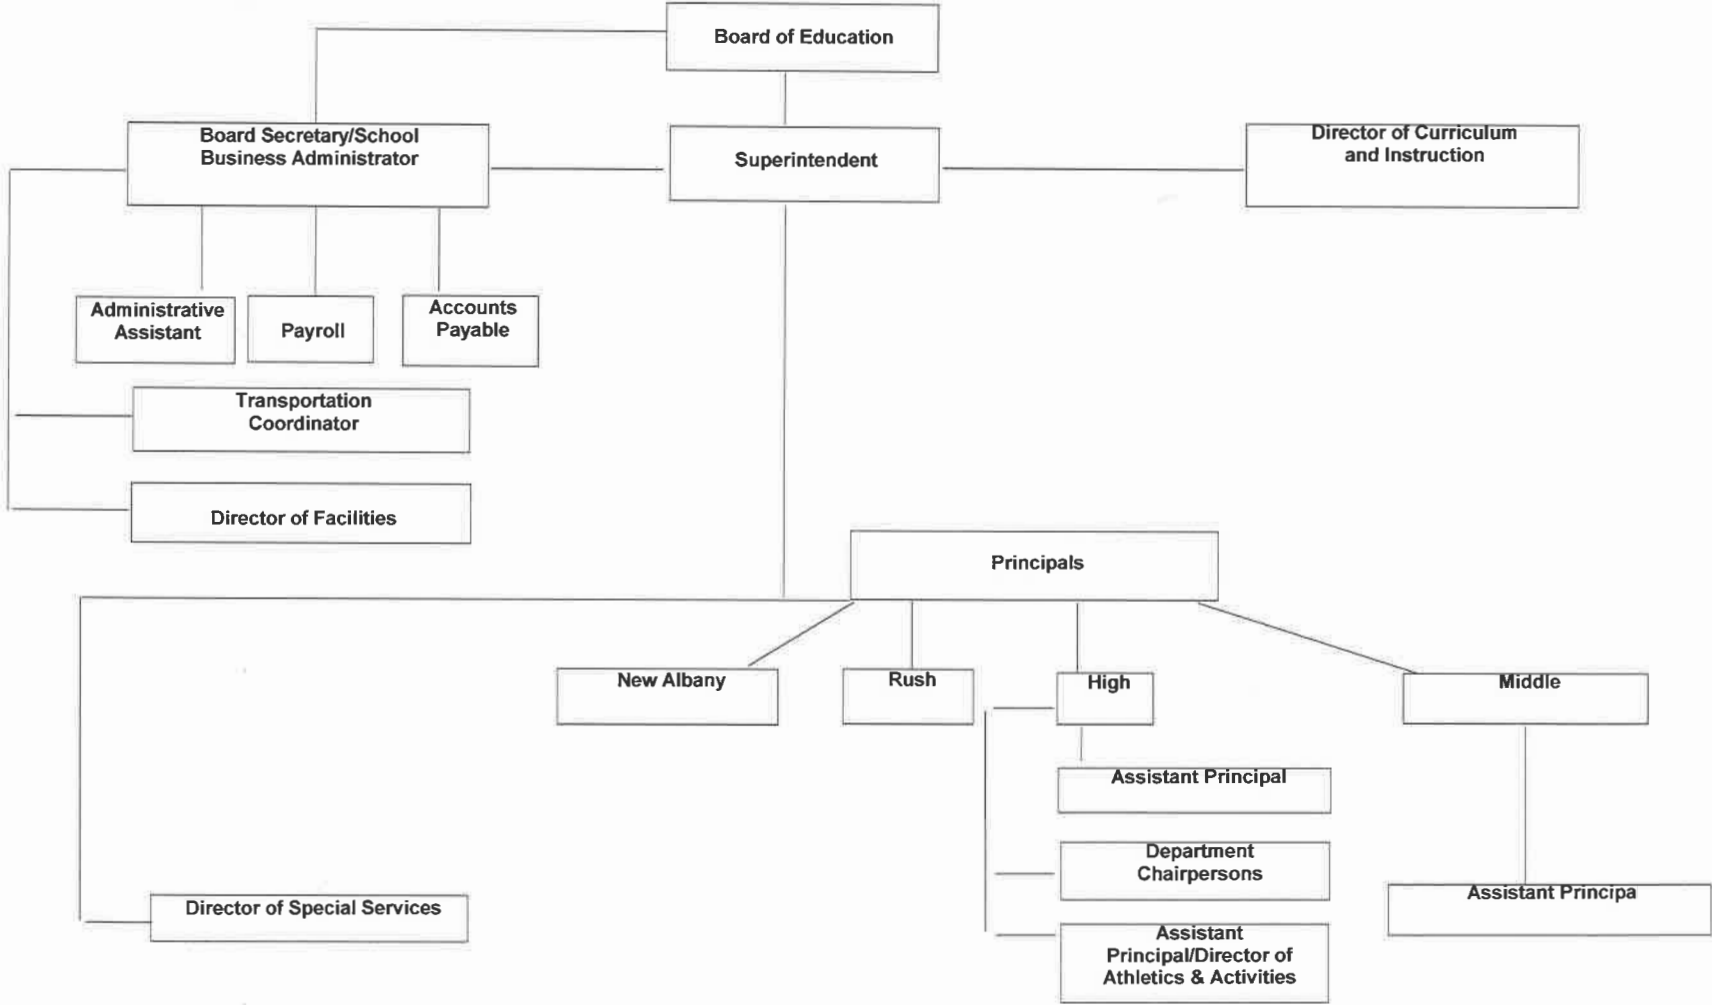 Board of Education
Board Secretary/School
Business Administrator
Superintendent
Director of Curriculum
and Instruction
Administrative
Assistant
Payroll
Accounts
Payable
Transportation
Coordinator
Director of Facilities
Principals
New Albany
Rush
High
Middle
Assistant Principal
Department
Chairpersons
Assistant Principa
Director of Special Services
Assistant
Principal/Director of
Athletics & Activities